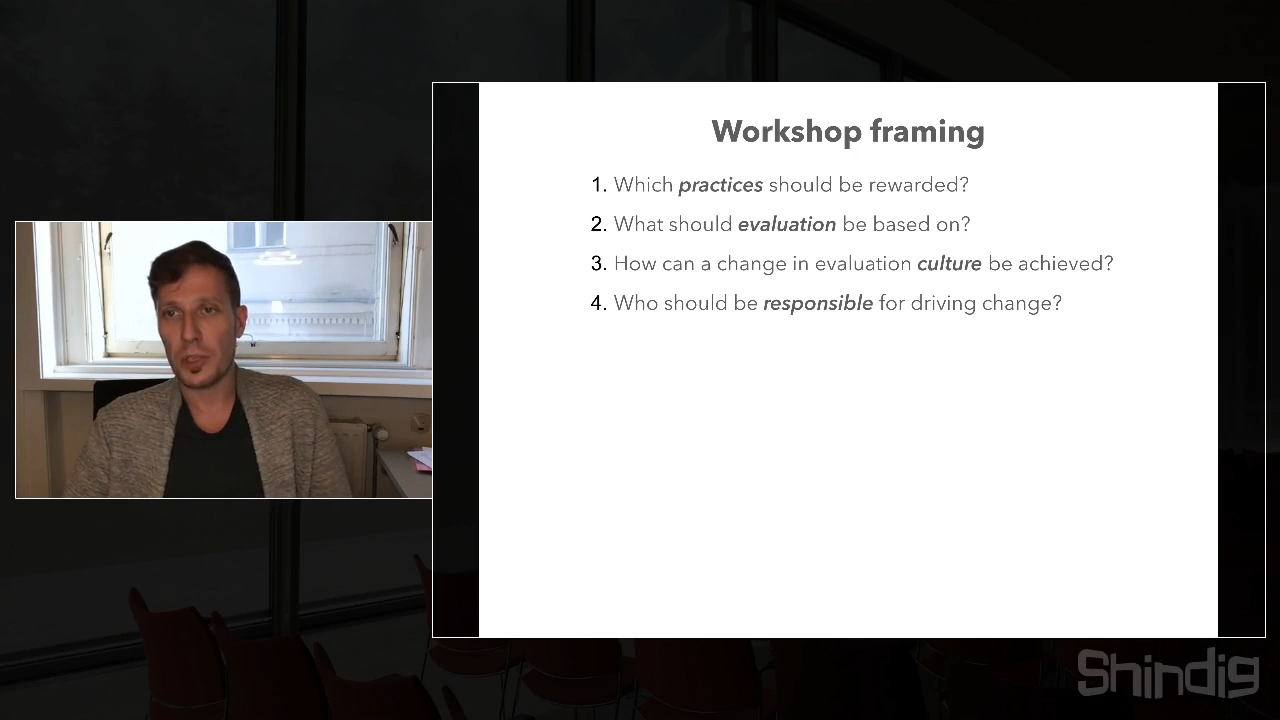 Workshop framing
1. Which practices should be rewarded?
2. What should evaluation be based on?
3. How can a change in evaluation culture be achieved?
4. Who should be responsible for driving change?
Shindig